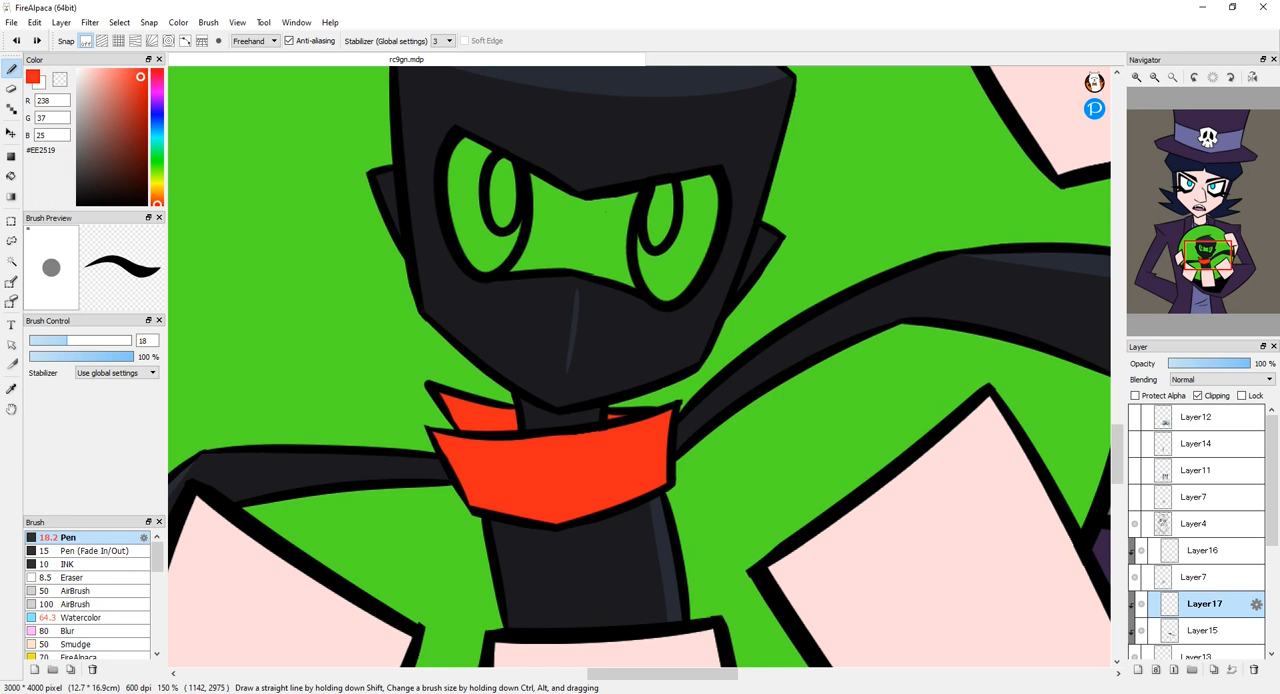 FireAlpaca (64bit)
File Edit Layer Filter Select Snap Color Brush View Tool Window Help
Snap OFF Freehand Anti-aliasing Stabilizer (Global settings) 3 Soft Edge
Color
rc9gn.mdp
Navigator
R 238
G 37
B 25
#EE2519
Brush Preview
Brush Control
18
100 %
Stabilizer Use global settings
Brush
18.2 Pen
15 Pen (Fade In/Out)
10 INK
8.5 Eraser
50 AirBrush
100 AirBrush
64.3 Watercolor
80 Blur
50 Smudge
70 FireAlpaca
Layer
Opacity 100 %
Blending Normal
Protect Alpha Clipping Lock
Layer12
Layer14
Layer11
Layer7
Layer4
Layer16
Layer7
Layer17
Layer15
Layer13
3000 * 4000 pixel (12.7 * 16.9cm) 600 dpi 150 % ( 1142, 2975 ) Draw a straight line by holding down Shift, Change a brush size by holding down Ctrl, Alt, and dragging